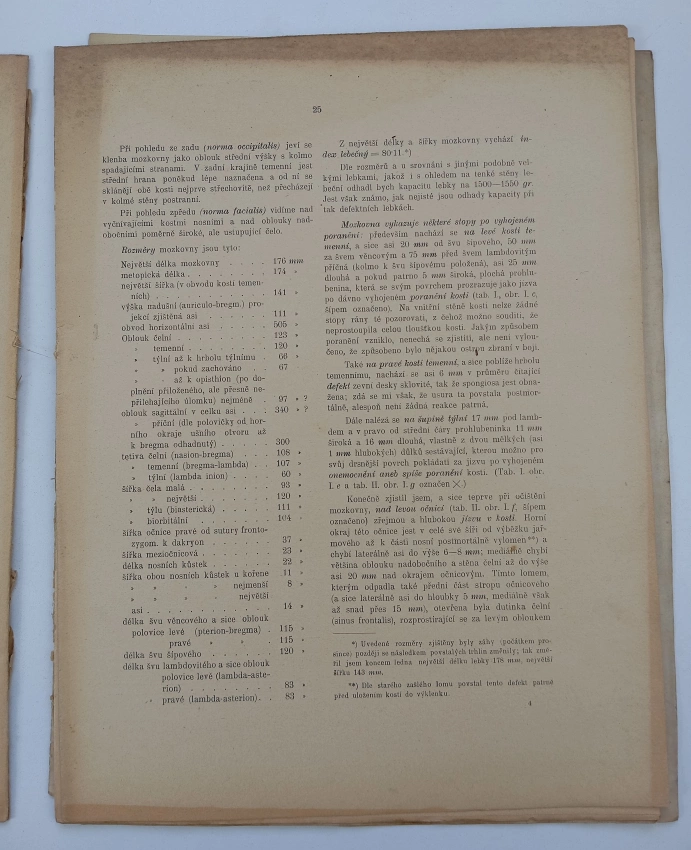 25
Při pohledu ze zadu (norma occipitalis) jeví se
klenba mozkovny jako oblouk střední výšky s kolmo
spadajícími stranami. V zadní krajině temenní jest
střední hrana poněkud lépe naznačena a od ní se
sklánějí obě kosti nejprve střechovitě, než přecházejí
v kolmé stěny postranní.
Při pohledu zpředu (norma facialis) vidíme nad
vyčnívajícími kostmi nosními a nad oblouky nad-
obočními poměrně široké, ale ustupující čelo.
Rozměry mozkovny jsou tyto:
Největší délka mozkovny . . . . . 176 mm
metopická délka . . . . . . . . 174 »
největší šířka (v obvodu kostí temen-
ních) . . . . . . . . . . . 141 »
výška vzdušní (auriculo-bregm.) pro-
jekcí zjištěná asi . . . . . . 111 »
obvod horizontální asi . . . . . . 505 »
Oblouk čelní . . . . . . . . . 123 »
» temenní . . . . . . . . 120 »
» týlní až k hrbolu týlnímu . 66 »
» » pokud zachováno . . 67
» » až k opisthion (po do-
plnění přiloženého, ale přesně ne-
přiléhajícího úlomku) nejméně . . 97 » ?
oblouk sagitální v celku asi . . . 340 » ?
» příční (dle polovičky od hor-
ního okraje ušního otvoru až
k bregma odhadnutý) . . . . . 300
tetiva čelní (nasion-bregma) . . . 108 »
» temenní (bregma-lambda) . . 107 »
» týlní (lambda inion) . . . . 60 »
šířka čela malá . . . . . . . . 93 »
» » největší . . . . . . . 120 »
» týlu (biasterická) . . . . . 111 »
» biorbitální . . . . . . . 104
šířka očnice pravé od sutury fronto-
zygom. k dakryon . . . . . . 37 »
šířka meziočnicová . . . . . . . 23 »
délka nosních kůstek . . . . . . 22 »
šířka obou nosních kůstek u kořene 11 »
» » » » nejmenší 8 »
» » » » největší
asi . . . . . . . . . . . . 14 »
délka švu věncového a sice oblouk
polovice levé (pterion-bregma) . 115 »
pravé » » . 115 »
délka švu šípového . . . . . . 120 »
délka švu lambdovitého a sice oblouk
polovice levé (lambda-aste-
rion) . . . . . . . . . 83 »
» pravé (lambda-asterion) . . 83 »
Z největší délky a šířky mozkovny vychází in-
dex lebečný = 80·11 *)
Dle rozměrů a u srovnání s jinými podobně vel-
kými lebkami, jakož i s ohledem na tenké stěny le-
beční odhadl bych kapacitu lebky na 1500—1550 gr.
Jest však známo, jak nejisté jsou odhady kapacity při
tak defektních lebkách.
Mozkovna vykazuje některé stopy po vyhojeném
poranění: především nachází se na levé kosti te-
menní, a sice asi 20 mm od švu šípového, 50 mm
za švem věncovým a 75 mm před švem lambdovitým
příčná (kolmo k švu šípovému položená), asi 25 mm
dlouhá a pokud patrno 5 mm široká, plochá prohlu-
benina, která se svým povrchem prozrazuje jako jizva
po dávno vyhojeném poranění kosti (tab. I., obr. I. c,
šípem označeno). Na vnitřní stěně kosti nelze žádné
stopy rány té pozorovati, z čehož možno souditi, že
neprostoupila celou tloušťkou kosti. Jakým způsobem
poranění vzniklo, nenechá se zjistiti, ale není vylou-
čeno, že způsobeno bylo nějakou ostrou zbraní v boji.
Také na pravé kosti temenní, a sice poblíže hrbolu
temennímu, nachází se asi 6 mm v průměru čítající
defekt zevní desky sklovité, tak že spongiosa jest obna-
žena; zdá se mi však, že usura ta povstala postmor-
tálně, alespoň není žádná reakce patrná.
Dále nalézá se na šupině týlní 17 mm pod lamb-
dem a v pravo od střední čáry prohlubeninka 11 mm
široká a 16 mm dlouhá, vlastně z dvou mělkých (asi
1 mm hlubokých) důlků sestávající, kterou možno pro
svůj drsnější povrch pokládati za jizvu po vyhojeném
onemocnění aneb spíše poranění kosti. (Tab. I. obr.
I. e a tab. II. obr. I. g označen ×)
Konečně zjistil jsem, a sice teprve při učištění
mozkovny, nad levou očnicí (tab. II. obr. I. f, šípem
označeno) zřejmou a hlubokou jizvu v kosti. Horní
okraj této očnice jest v celé své šíři od výběžku jař-
mového až k části nosní postmortálně vylomen **) a
chybí laterálně asi do výše 6—8 mm; mediálně chybí
většina oblouku nadobočního a stěna čelní až do výše
asi 20 mm nad okrajem očnicovým. Tímto lomem,
kterým odpadla také přední část stropu očnicového
(a sice laterálně asi do hloubky 5 mm, mediálně však
až snad přes 15 mm), otevřena byla dutinka čelní
(sinus frontalis), rozprostírající se za levým obloukem
*) Uvedené rozměry zjištěny byly záhy (počátkem pro-
since) později se následkem povstalých trhlin změnily; tak změ-
řil jsem koncem ledna největší délku lebky 178 mm, největší
šířku 143 mm.
**) Dle starého zašlého lomu povstal tento defekt patrně
před uložením kosti do výklenku.
4